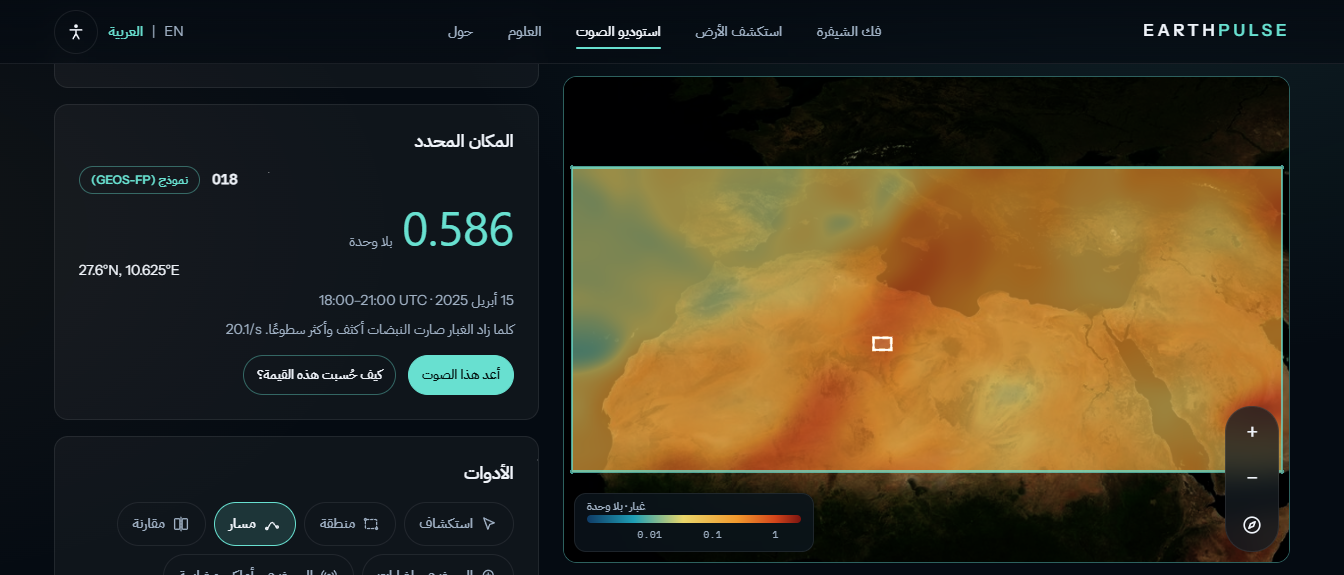 EARTHPULSE
فك الشيفرة
استكشف الأرض
استوديو الصوت
العلوم
حول
العربية | EN
المكان المحدد
018
نموذج (GEOS-FP)
0.586 بلا وحدة
27.6°N, 10.625°E
15 أبريل 2025 · 18:00–21:00 UTC
كلما زاد الغبار صارت النبضات أكثف وأكثر سطوعًا. 20.1/s
أعد هذا الصوت
كيف حُسبت هذه القيمة؟
الأدوات
استكشاف
منطقة
مسار
مقارنة
غبار · بلا وحدة
0.01 0.1 1
+
−